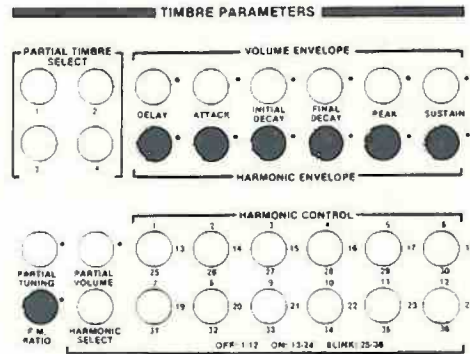 TIMBRE PARAMETERS
PARTIAL TIMBRE
SELECT
VOLUME ENVELOPE
1 2
DELAY ATTACK INITIAL DECAY FINAL DECAY PEAK SUSTAIN
3 4
HARMONIC ENVELOPE
HARMONIC CONTROL
1 2 3 4 5 6
13 14 15 16 17
PARTIAL TUNING PARTIAL VOLUME 25 26 27 28 29 30
7 8 9 10 11 12
19 20 21 22 23
F.M. RATIO HARMONIC SELECT 31 32 33 34 35 36
OFF: 1-12 ON: 13-24 BLINK: 25-36